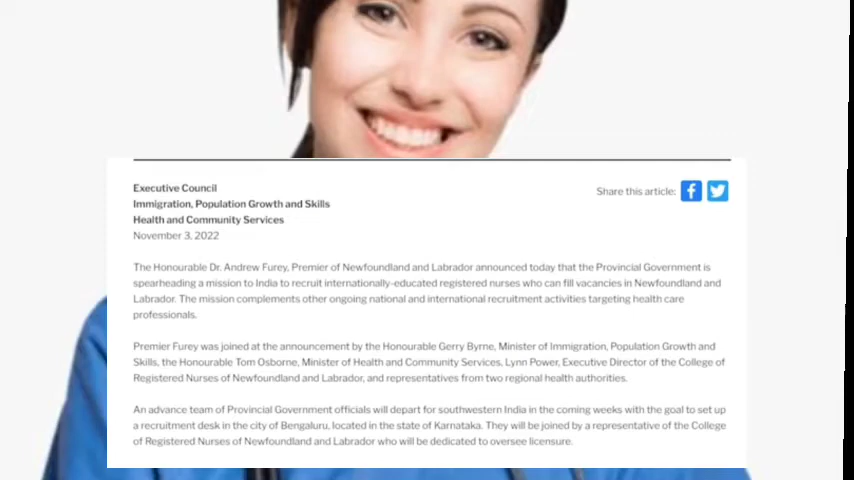 Executive Council
Share this article:
Immigration, Population Growth and Skills
Health and Community Services
November 3, 2022
The Honourable Dr. Andrew Furey, Premier of Newfoundland and Labrador announced today that the Provincial Government is
spearheading a mission to India to recruit internationally-educated registered nurses who can fill vacancies in Newfoundland and
Labrador. The mission complements other ongoing national and international recruitment activities targeting health care
professionals.
Premier Furey was joined at the announcement by the Honourable Gerry Byrne, Minister of Immigration, Population Growth and
Skills, the Honourable Tom Osborne, Minister of Health and Community Services, Lynn Power, Executive Director of the College of
Registered Nurses of Newfoundland and Labrador, and representatives from two regional health authorities.
An advance team of Provincial Government officials will depart for southwestern India in the coming weeks with the goal to set up
a recruitment desk in the city of Bengaluru, located in the state of Karnataka. They will be joined by a representative of the College
of Registered Nurses of Newfoundland and Labrador who will be dedicated to oversee licensure.